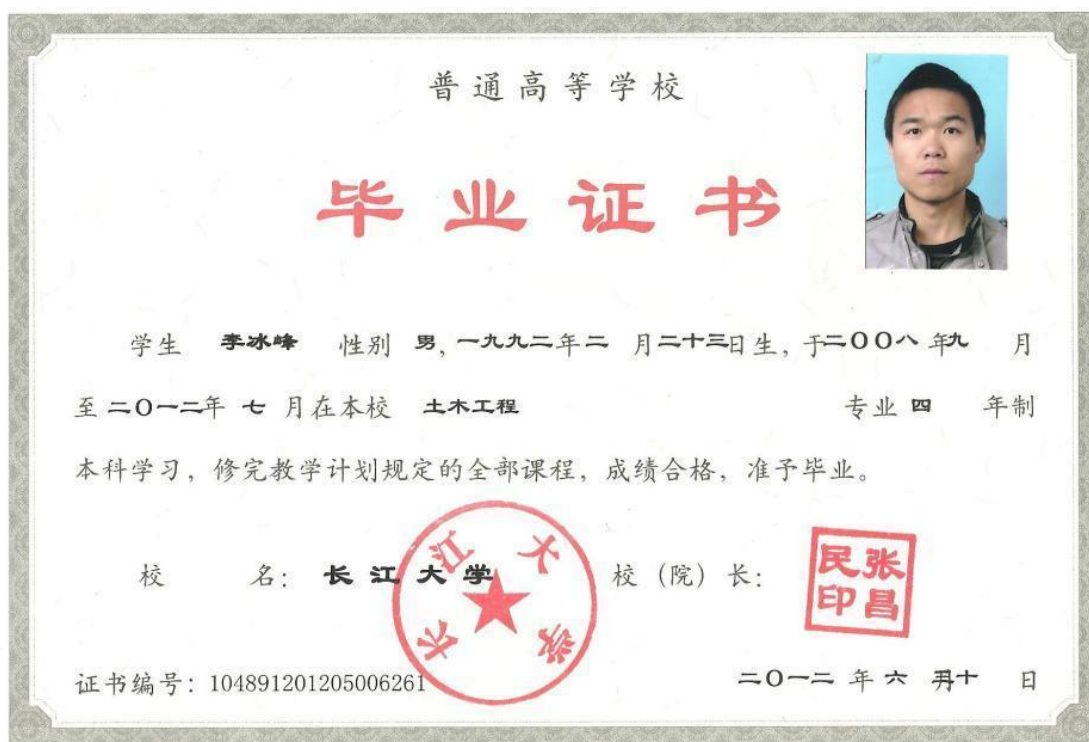 普通高等学校
毕业证书
学生 李冰峰 性别 男，一九九二年二 月二十三日生，于二〇〇八年九 月
至二〇一二年 七 月在本校 土木工程 专业 四 年制
本科学习，修完教学计划规定的全部课程，成绩合格，准予毕业。
校 名：长江大学 校（院）长：
长江大学
张昌民印
证书编号：104891201205006261 二〇一二 年 六 月十 日